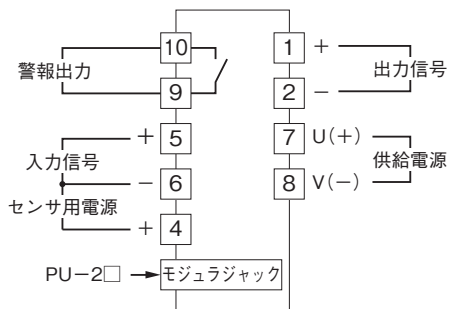 警報出力
10
9
1 +
2 −
出力信号
入力信号
センサ用電源
+ 5
− 6
+ 4
7 U(+)
8 V(−)
供給電源
PU−2□
モジュラジャック